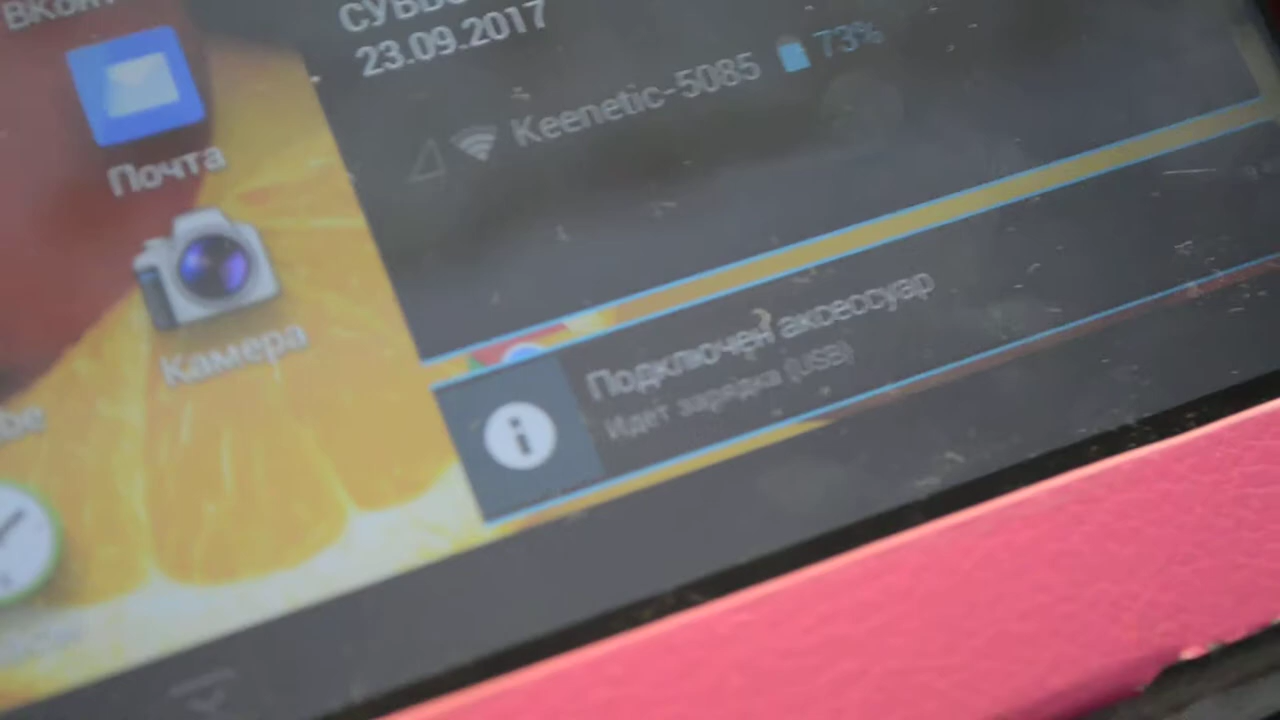 Почта
Камера
23.09.2017
Keenetic-5085
73%
Подключен аксессуар
Идет зарядка (USB)